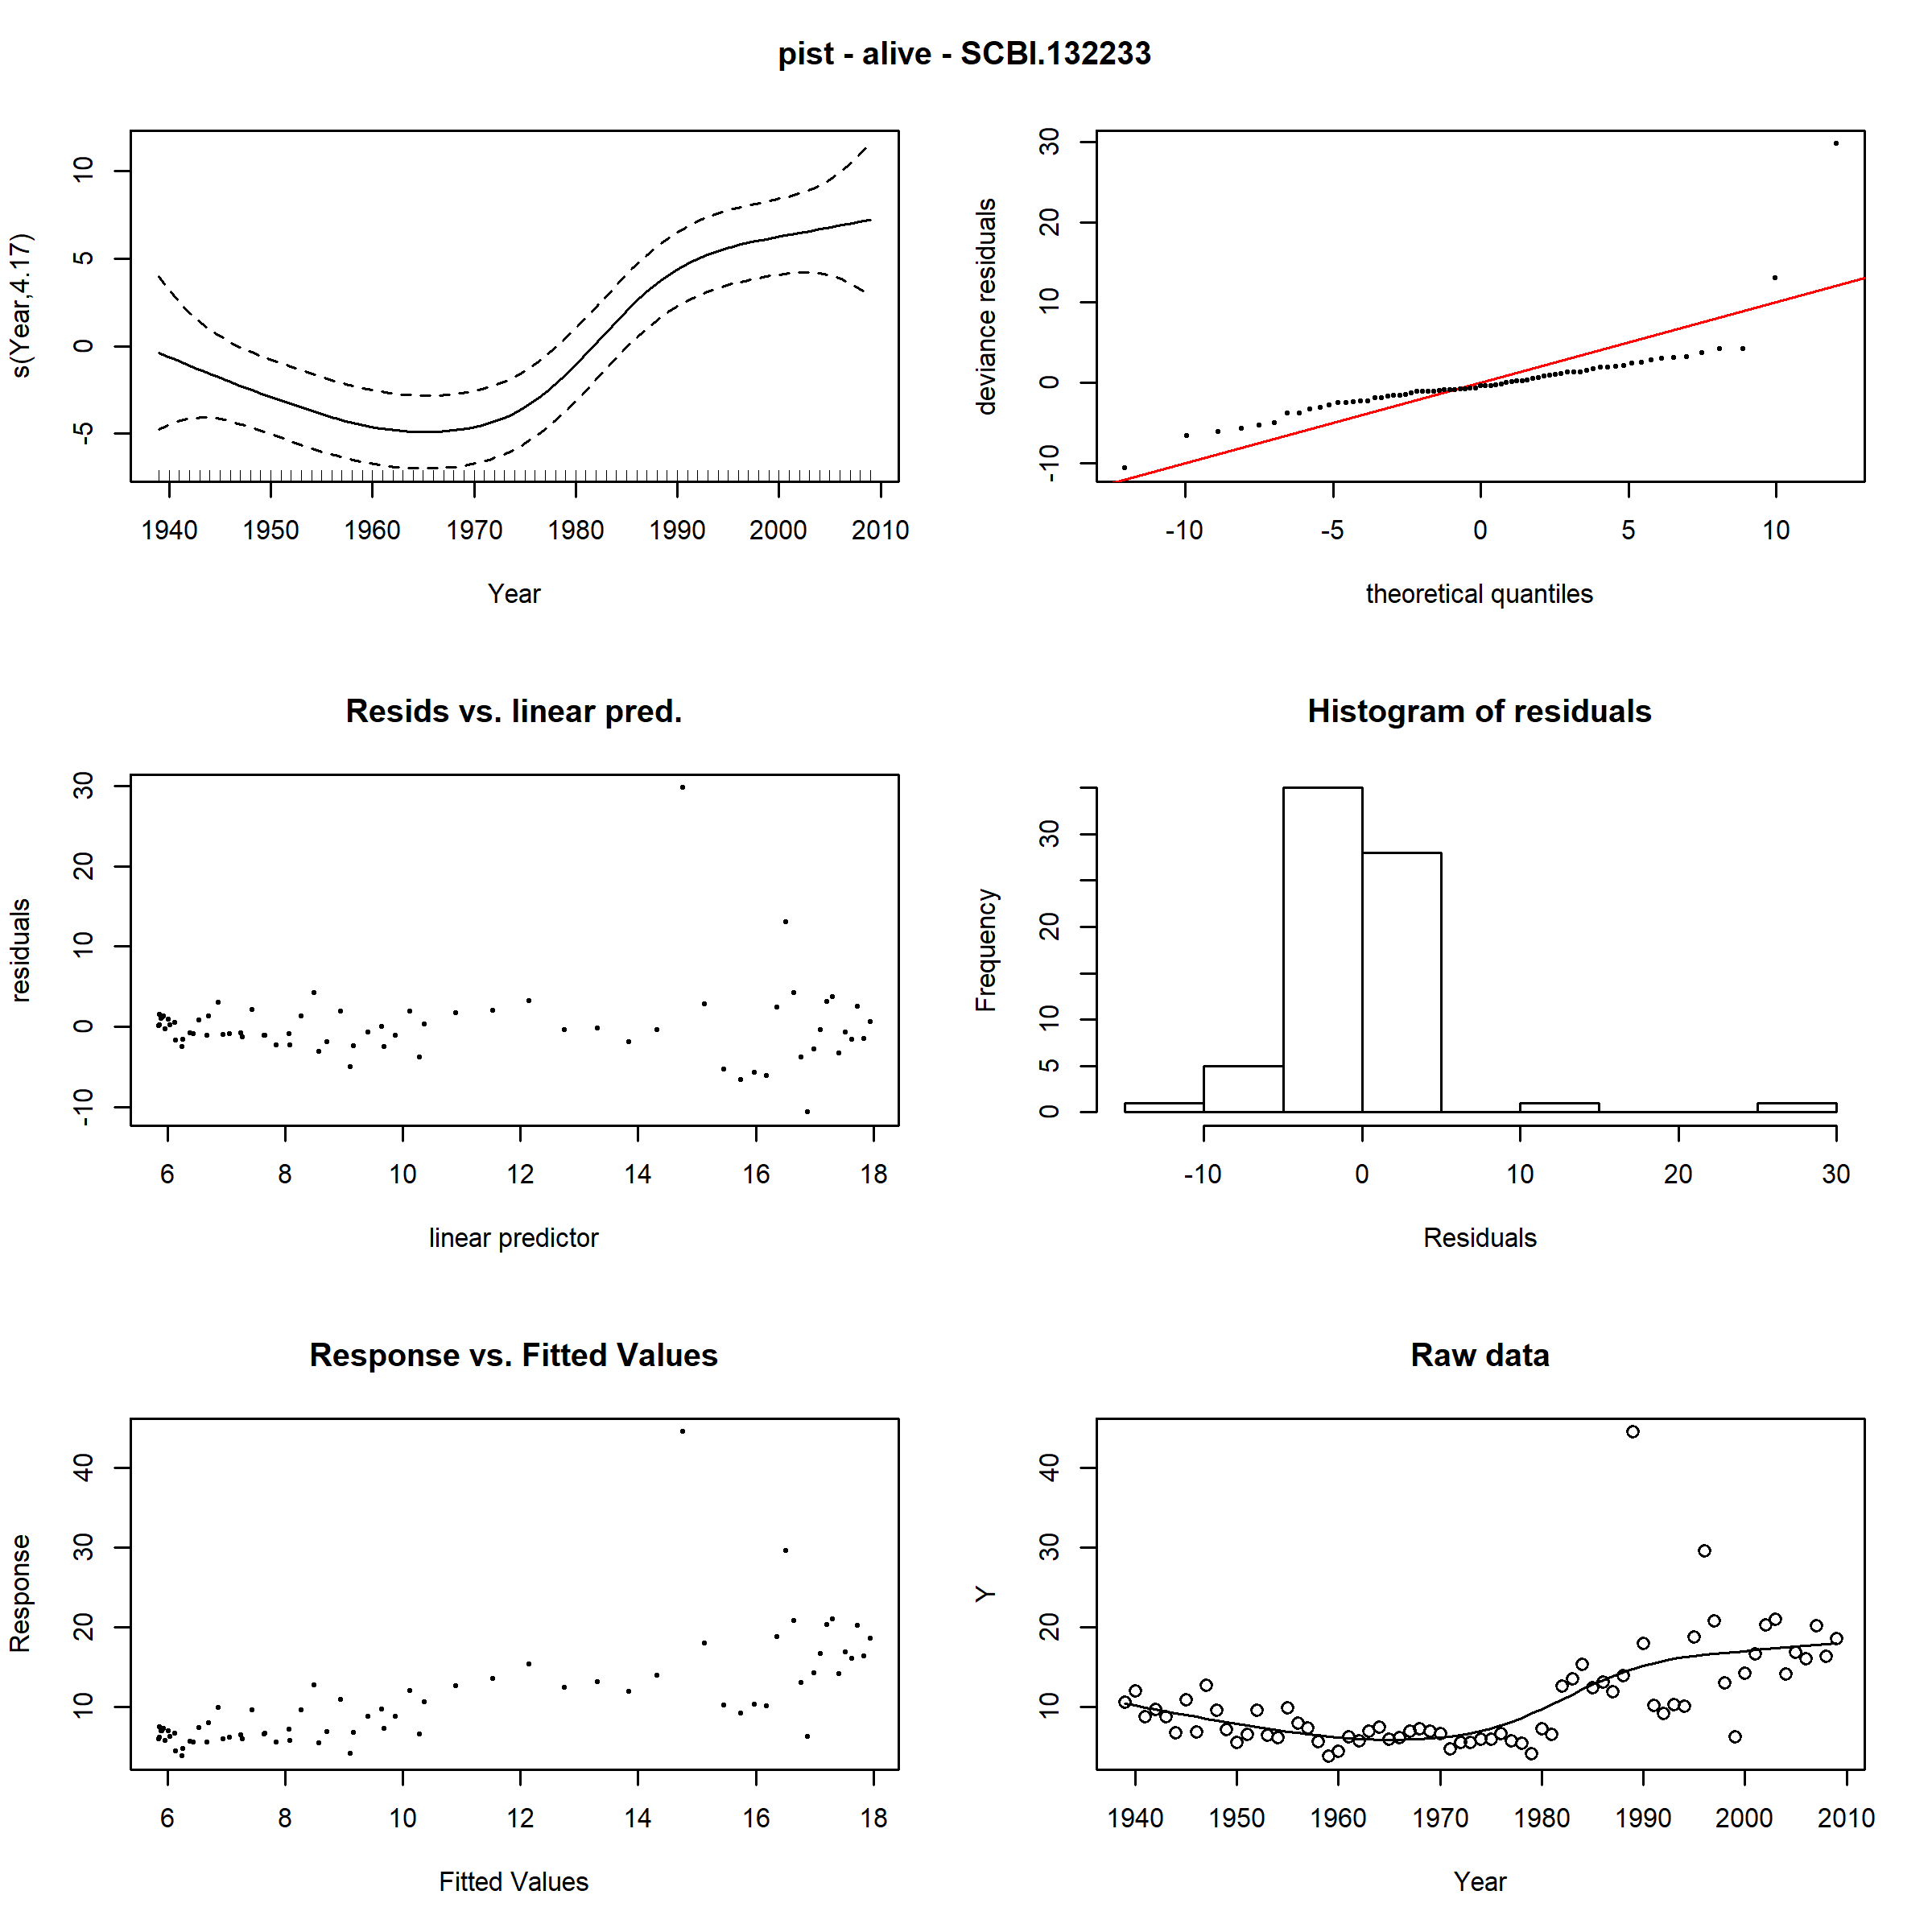 pist - alive - SCBI.132233
s(Year,4.17)
-5 0 5 10
1940 1950 1960 1970 1980 1990 2000 2010
Year
deviance residuals
-10 0 10 20 30
-10 -5 0 5 10
theoretical quantiles
Resids vs. linear pred.
residuals
-10 0 10 20 30
6 8 10 12 14 16 18
linear predictor
Histogram of residuals
Frequency
0 5 10 20 30
-10 0 10 20 30
Residuals
Response vs. Fitted Values
Response
10 20 30 40
6 8 10 12 14 16 18
Fitted Values
Raw data
Y
10 20 30 40
1940 1950 1960 1970 1980 1990 2000 2010
Year